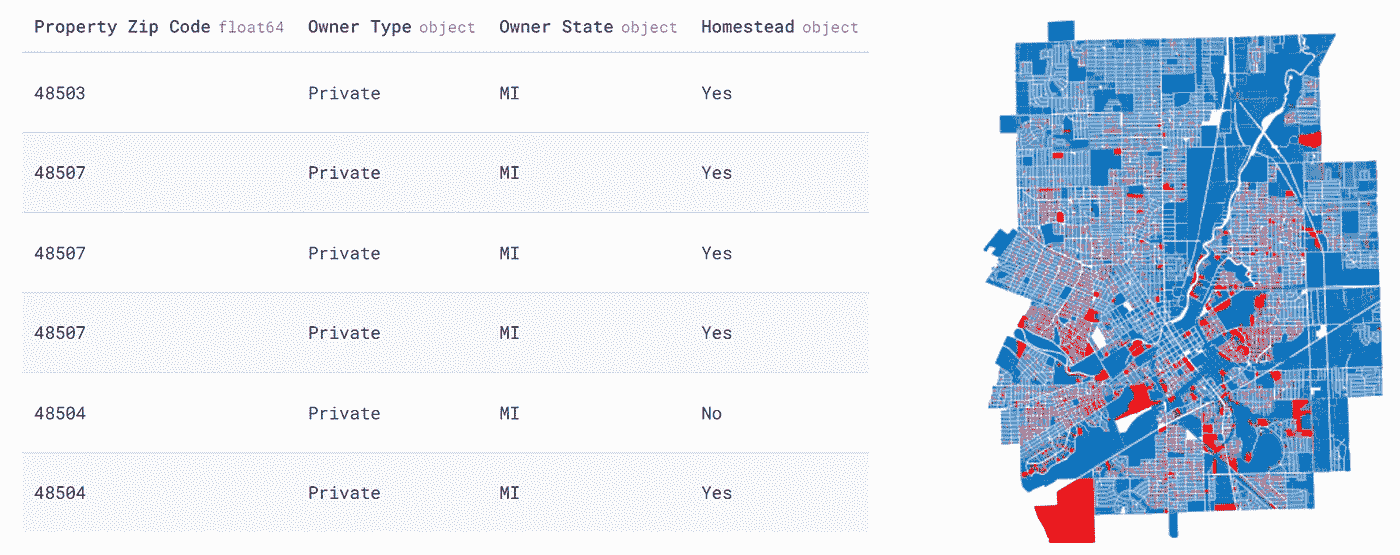 Property Zip Code float64 Owner Type object Owner State object Homestead object
48503 Private MI Yes
48507 Private MI Yes
48507 Private MI Yes
48507 Private MI Yes
48504 Private MI No
48504 Private MI Yes